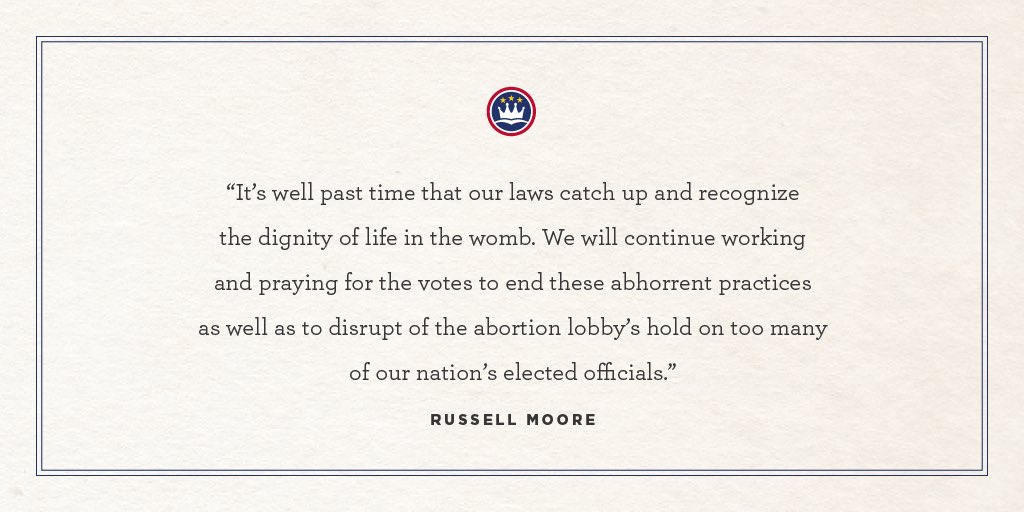 “It’s well past time that our laws catch up and recognize
the dignity of life in the womb. We will continue working
and praying for the votes to end these abhorrent practices
as well as to disrupt of the abortion lobby’s hold on too many
of our nation’s elected officials.”
RUSSELL MOORE